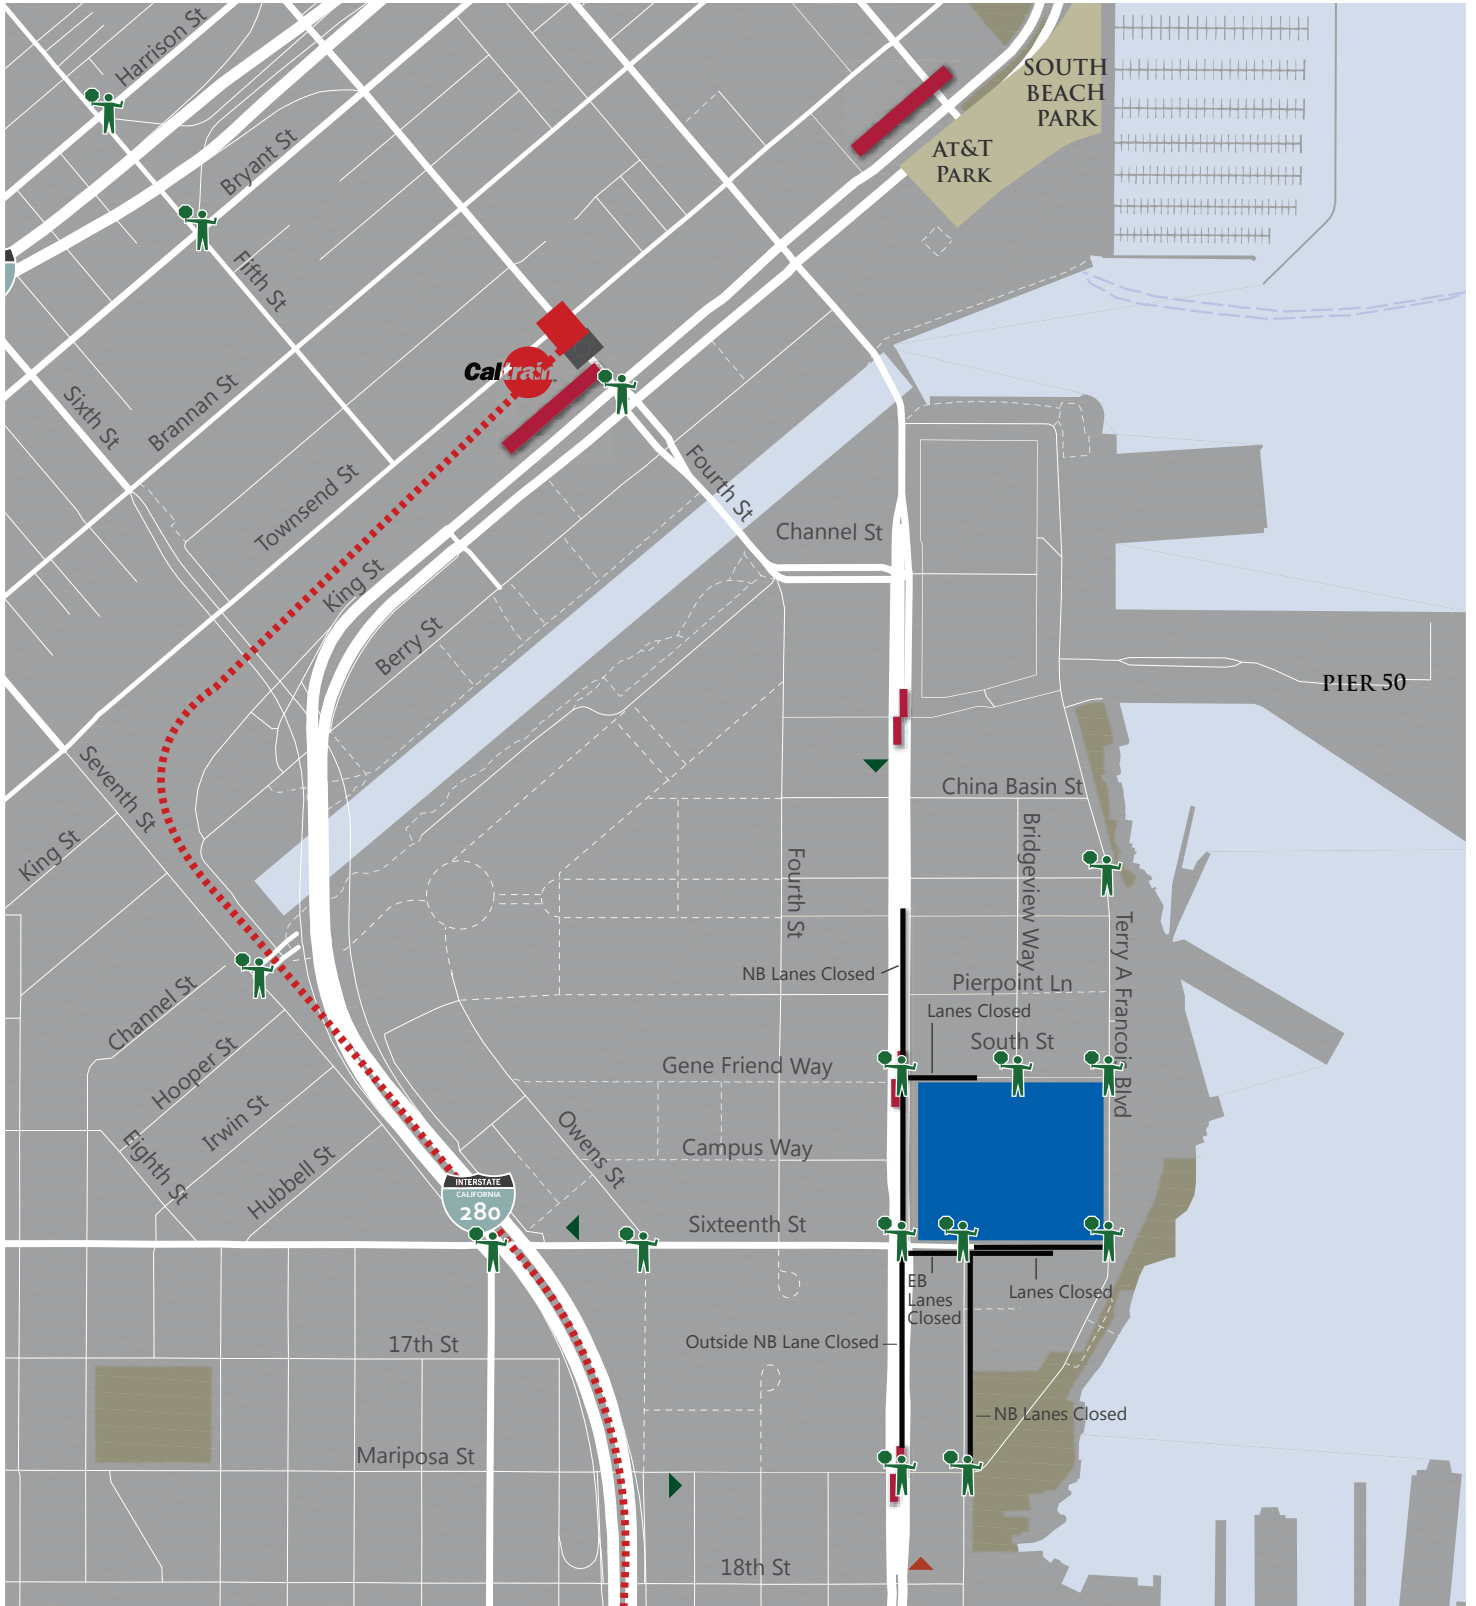 Harrison St
SOUTH
BEACH
PARK
AT&T
PARK
Bryant St
Fifth St
Caltrain
Sixth St
Brannan St
Townsend St
Fourth St
Channel St
King St
Berry St
PIER 50
Seventh St
China Basin St
King St
Bridgeview Way
Fourth St
Terry A Francois Blvd
NB Lanes Closed
Pierpoint Ln
Channel St
Lanes Closed
South St
Hooper St
Gene Friend Way
Irwin St
Owens St
Campus Way
Eighth St
Hubbell St
INTERSTATE
CALIFORNIA
280
Sixteenth St
EB
Lanes
Closed
Lanes Closed
17th St
Outside NB Lane Closed
NB Lanes Closed
Mariposa St
18th St